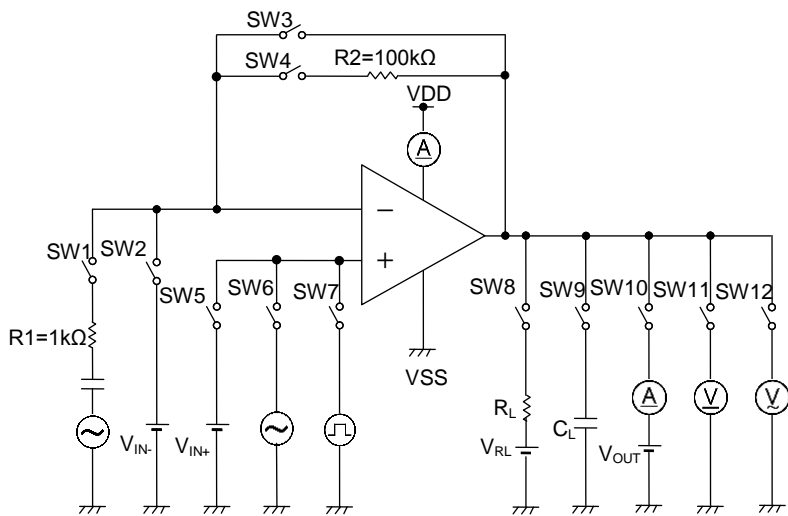 SW3
SW4
R2=100kΩ
VDD
A
−
+
VSS
SW1
SW2
SW5
SW6
SW7
SW8
SW9
SW10
SW11
SW12
R1=1kΩ
VIN-
VIN+
RL
VRL
CL
A
VOUT
V
V